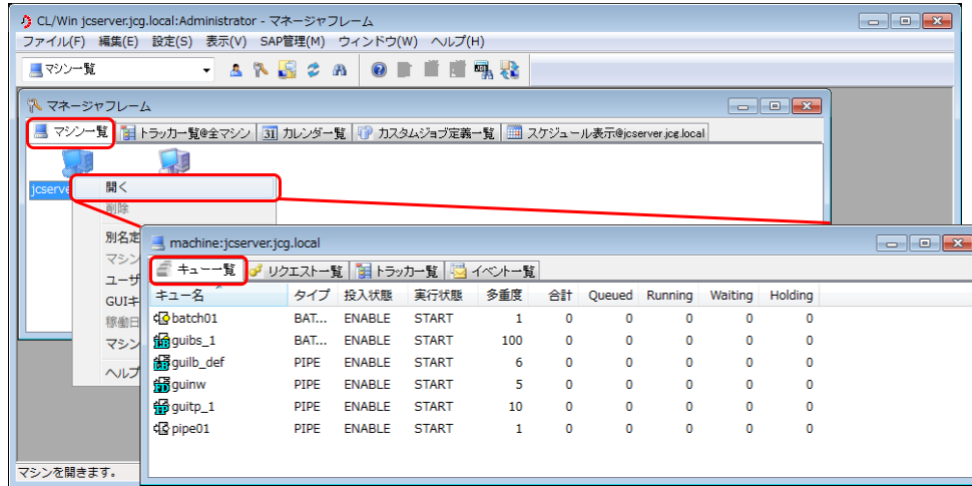 CL/Win jcserver.jcg.local:Administrator - マネージャフレーム
ファイル(F) 編集(E) 設定(S) 表示(V) SAP管理(M) ウィンドウ(W) ヘルプ(H)
マシン一覧
マネージャフレーム
マシン一覧 トラッカ一覧@全マシン 31 カレンダー一覧 カスタムジョブ定義一覧 スケジュール表示@jcserver.jcg.local
jcserve
開く
削除
別名定
マシン
ユーザ
GUIキ
稼働日
マシン
ヘルプ
machine:jcserver.jcg.local
キュー一覧 リクエスト一覧 トラッカ一覧 イベント一覧
キュー名 タイプ 投入状態 実行状態 多重度 合計 Queued Running Waiting Holding
batch01 BAT... ENABLE START 1 0 0 0 0 0
guibs_1 BAT... ENABLE START 100 0 0 0 0 0
guilb_def PIPE ENABLE START 6 0 0 0 0 0
guinw PIPE ENABLE START 5 0 0 0 0 0
guitp_1 PIPE ENABLE START 10 0 0 0 0 0
pipe01 PIPE ENABLE START 1 0 0 0 0 0
マシンを開きます。